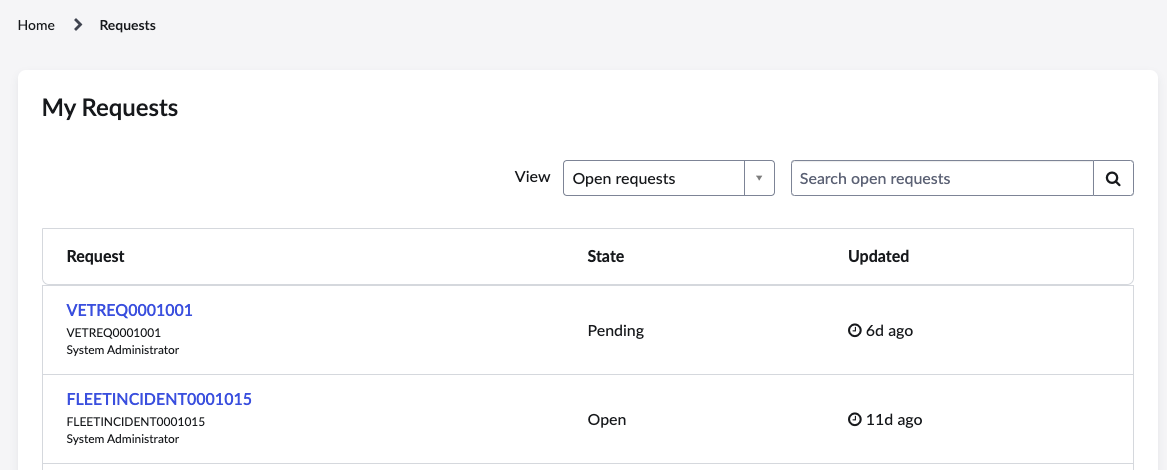 Home > Requests
My Requests
View Open requests Search open requests
Request State Updated
VETREQ0001001
VETREQ0001001
System Administrator
Pending 6d ago
FLEETINCIDENT0001015
FLEETINCIDENT0001015
System Administrator
Open 11d ago